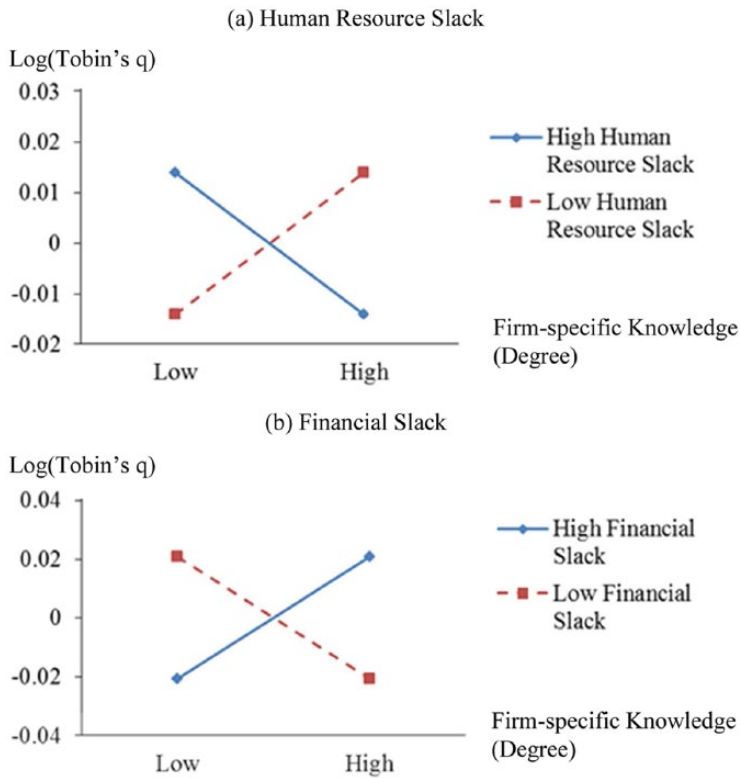 (a) Human Resource Slack
Log(Tobin's q)
0.03
0.02
0.01
0
-0.01
-0.02
Low
High
High Human
Resource Slack
Low Human
Resource Slack
Firm-specific Knowledge
(Degree)
(b) Financial Slack
Log(Tobin's q)
0.04
0.02
0
-0.02
-0.04
Low
High
High Financial
Slack
Low Financial
Slack
Firm-specific Knowledge
(Degree)